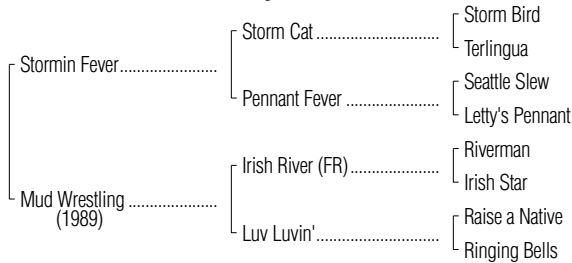 Storm Bird
Storm Cat
Terlingua
Stormin Fever
Seattle Slew
Pennant Fever
Letty's Pennant
Riverman
Irish River (FR)
Irish Star
Mud Wrestling
(1989)
Raise a Native
Luv Luvin'
Ringing Bells